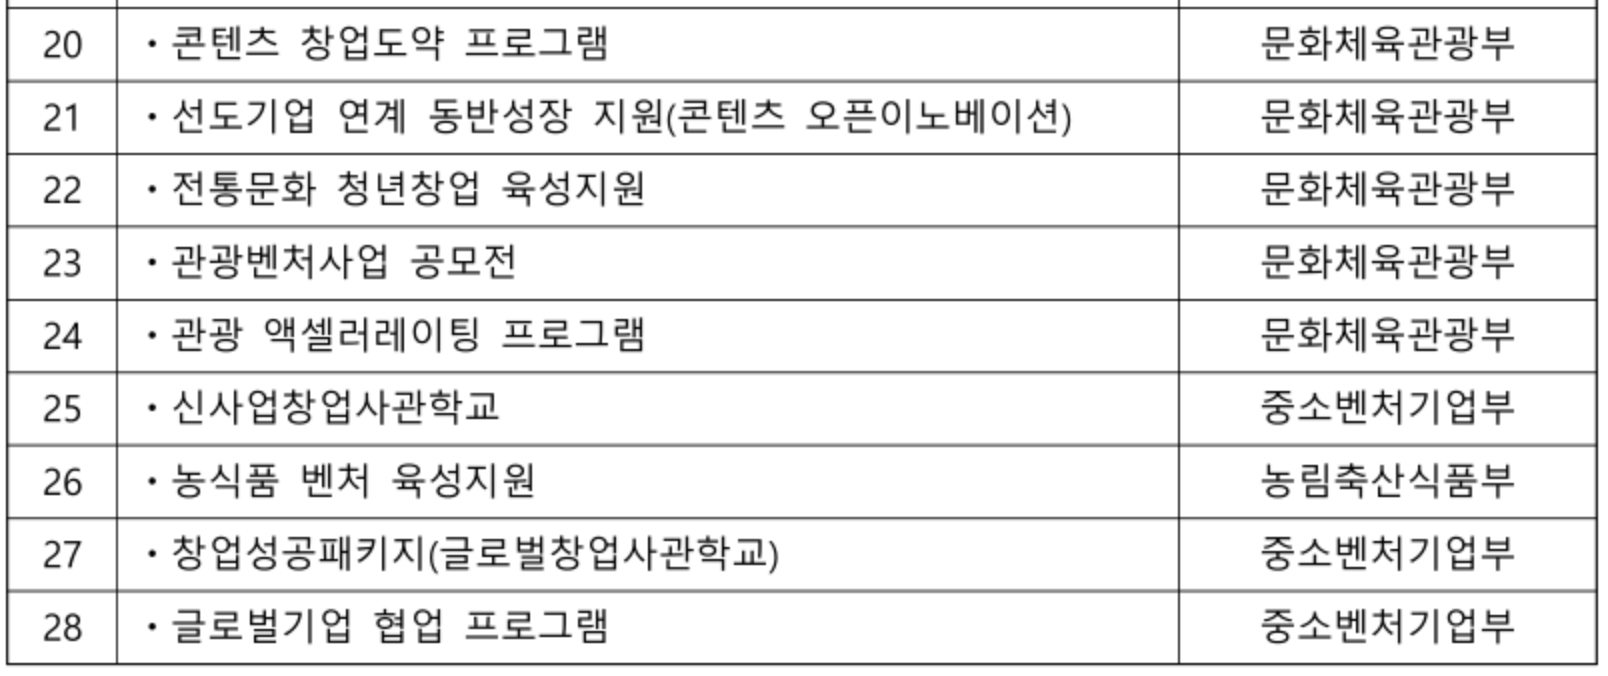 20 · 콘텐츠 창업도약 프로그램 문화체육관광부
21 · 선도기업 연계 동반성장 지원(콘텐츠 오픈이노베이션) 문화체육관광부
22 · 전통문화 청년창업 육성지원 문화체육관광부
23 · 관광벤처사업 공모전 문화체육관광부
24 · 관광 액셀러레이팅 프로그램 문화체육관광부
25 · 신사업창업사관학교 중소벤처기업부
26 · 농식품 벤처 육성지원 농림축산식품부
27 · 창업성공패키지(글로벌창업사관학교) 중소벤처기업부
28 · 글로벌기업 협업 프로그램 중소벤처기업부